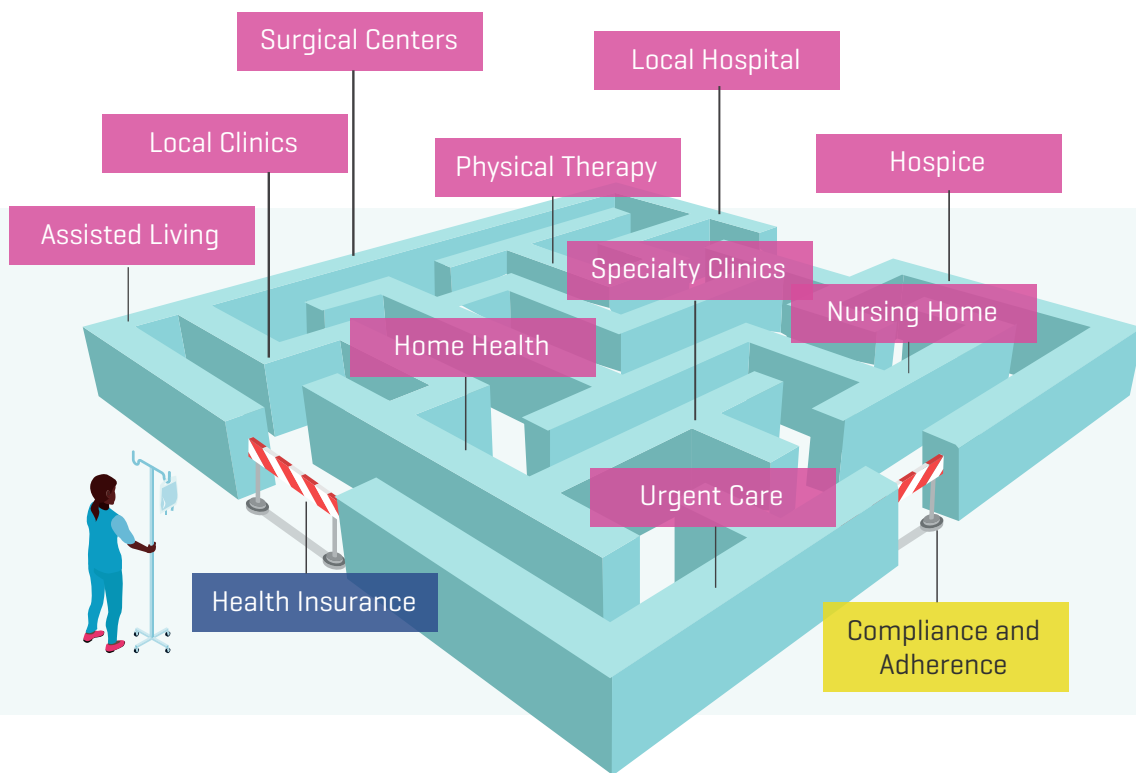 Surgical Centers
Local Hospital
Local Clinics
Physical Therapy
Hospice
Assisted Living
Specialty Clinics
Nursing Home
Home Health
Urgent Care
Health Insurance
Compliance and
Adherence